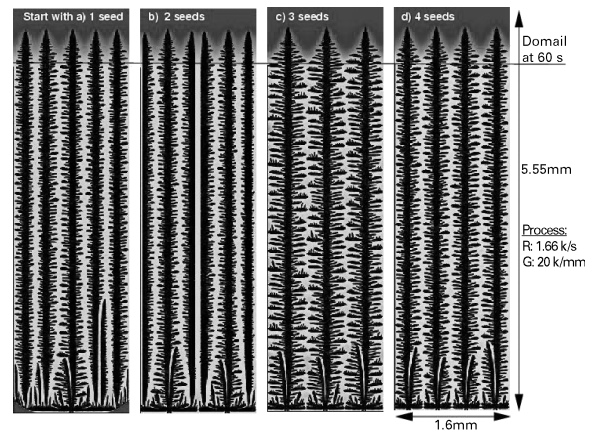 Start with a) 1 seed
b) 2 seeds
c) 3 seeds
d) 4 seeds
Domail
at 60 s
5.55mm
Process:
R: 1.66 k/s
G: 20 k/mm
1.6mm